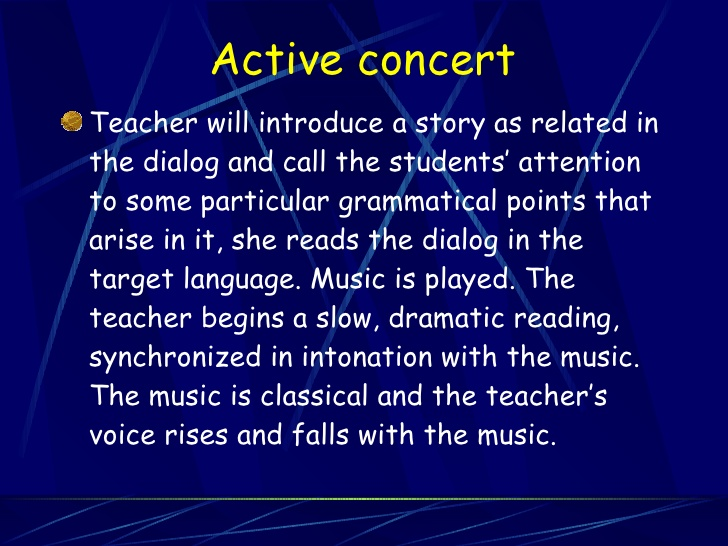 Active concert
Teacher will introduce a story as related in
the dialog and call the students’ attention
to some particular grammatical points that
arise in it, she reads the dialog in the
target language. Music is played. The
teacher begins a slow, dramatic reading,
synchronized in intonation with the music.
The music is classical and the teacher’s
voice rises and falls with the music.